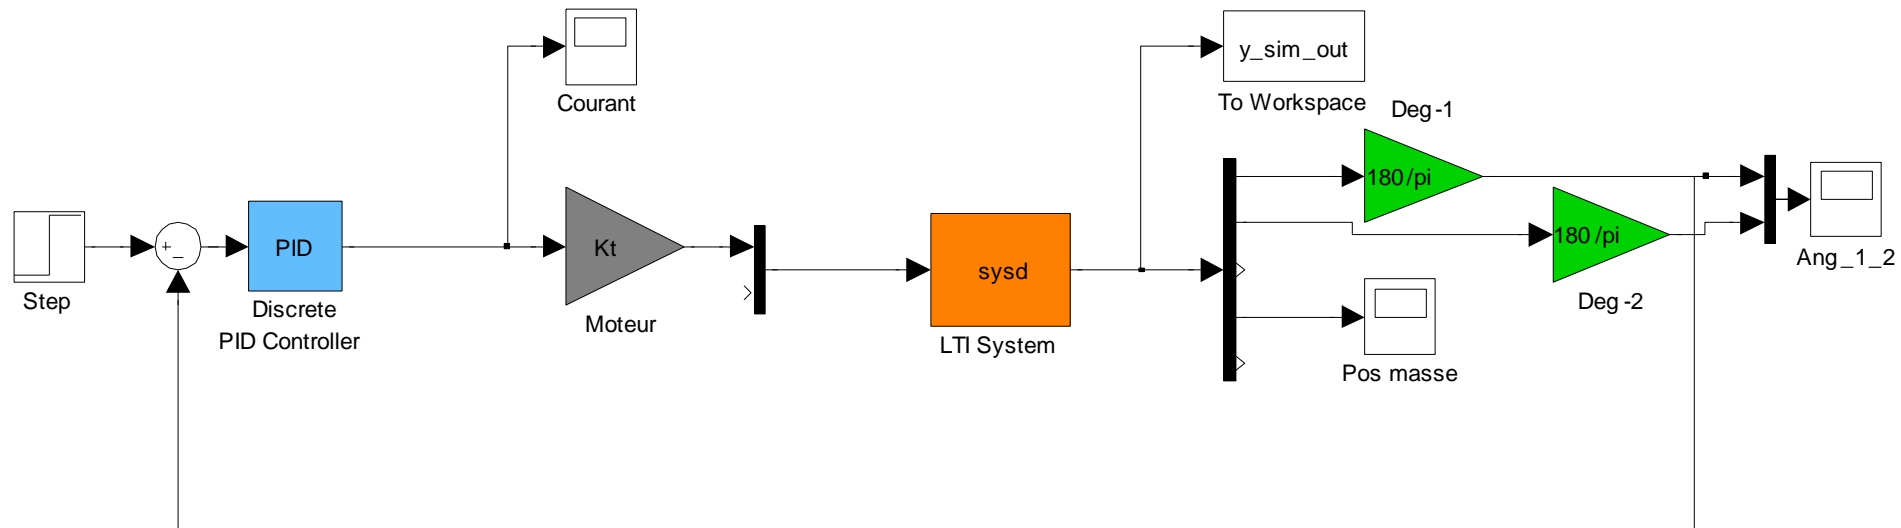 Courant
y_sim_out
To Workspace
Deg-1
180/pi
Step
+
−
PID
Discrete
PID Controller
Kt
Moteur
sysd
LTI System
180/pi
Deg-2
Pos masse
Ang_1_2